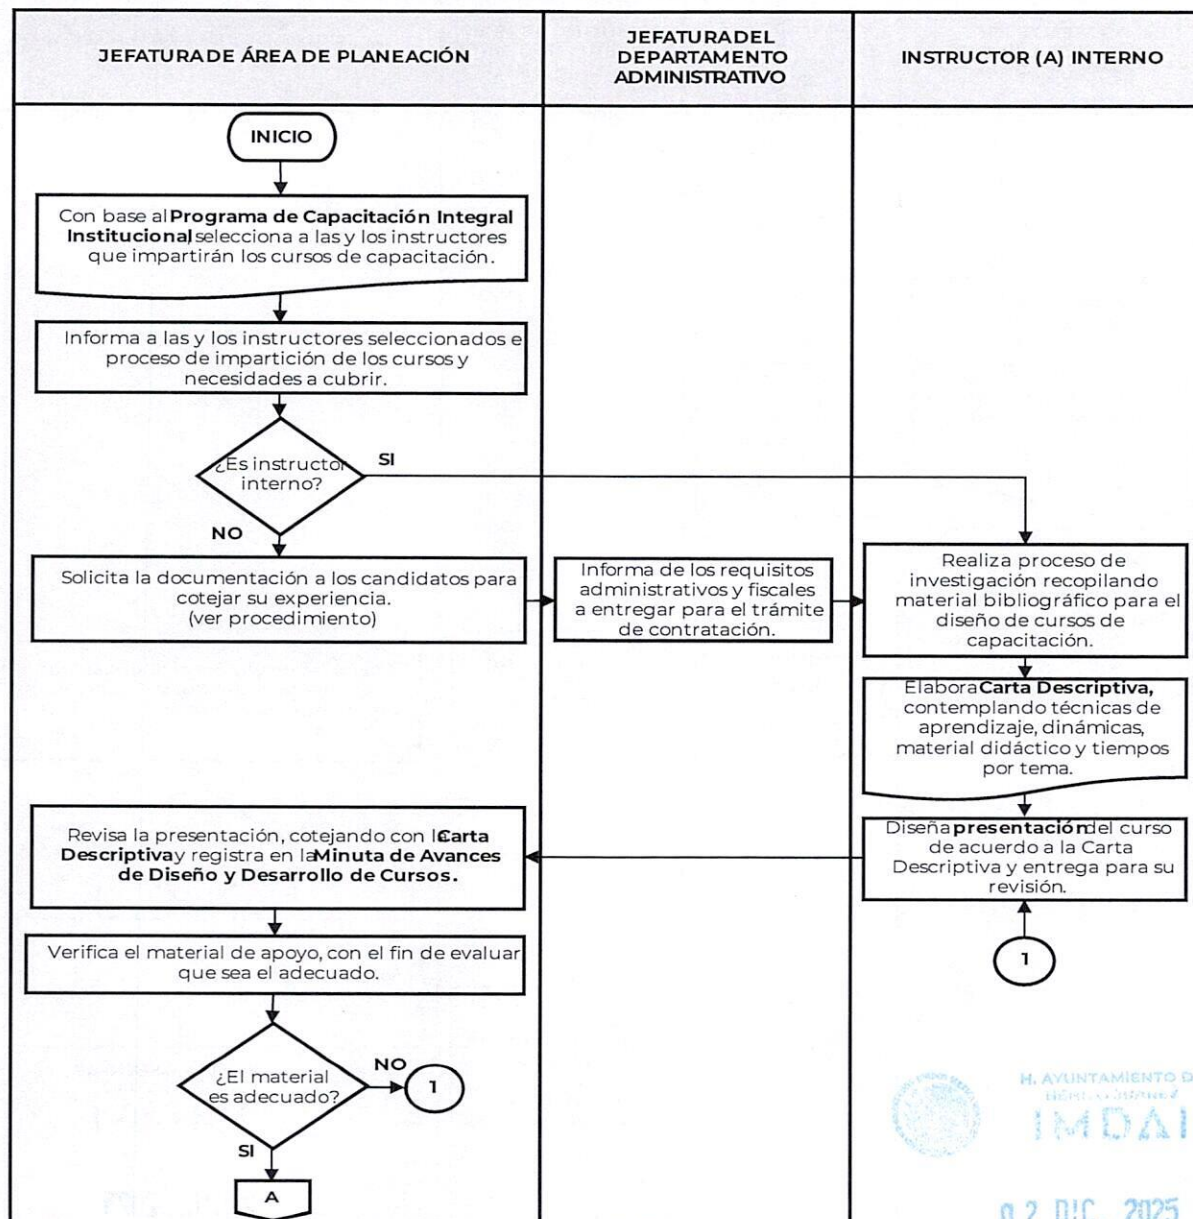 JEFATURA DE ÁREA DE PLANEACIÓN
JEFATURA DEL
DEPARTAMENTO
ADMINISTRATIVO
INSTRUCTOR (A) INTERNO
INICIO
Con base al Programa de Capacitación Integral
Institucional, selecciona a las y los instructores
que impartirán los cursos de capacitación.
Informa a las y los instructores seleccionados e
proceso de impartición de los cursos y
necesidades a cubrir.
¿Es instructor
interno?
SI
NO
Solicita la documentación a los candidatos para
cotejar su experiencia.
(ver procedimiento)
Informa de los requisitos
administrativos y fiscales
a entregar para el trámite
de contratación.
Realiza proceso de
investigación recopilando
material bibliográfico para el
diseño de cursos de
capacitación.
Elabora Carta Descriptiva,
contemplando técnicas de
aprendizaje, dinámicas,
material didáctico y tiempos
por tema.
Diseña presentación del curso
de acuerdo a la Carta
Descriptiva y entrega para su
revisión.
1
Revisa la presentación, cotejando con la Carta
Descriptiva y registra en la Minuta de Avances
de Diseño y Desarrollo de Cursos.
Verifica el material de apoyo, con el fin de evaluar
que sea el adecuado.
¿El material
es adecuado?
NO
1
SI
A
H. AYUNTAMIENTO D
IMDAI
02 DIC. 2025